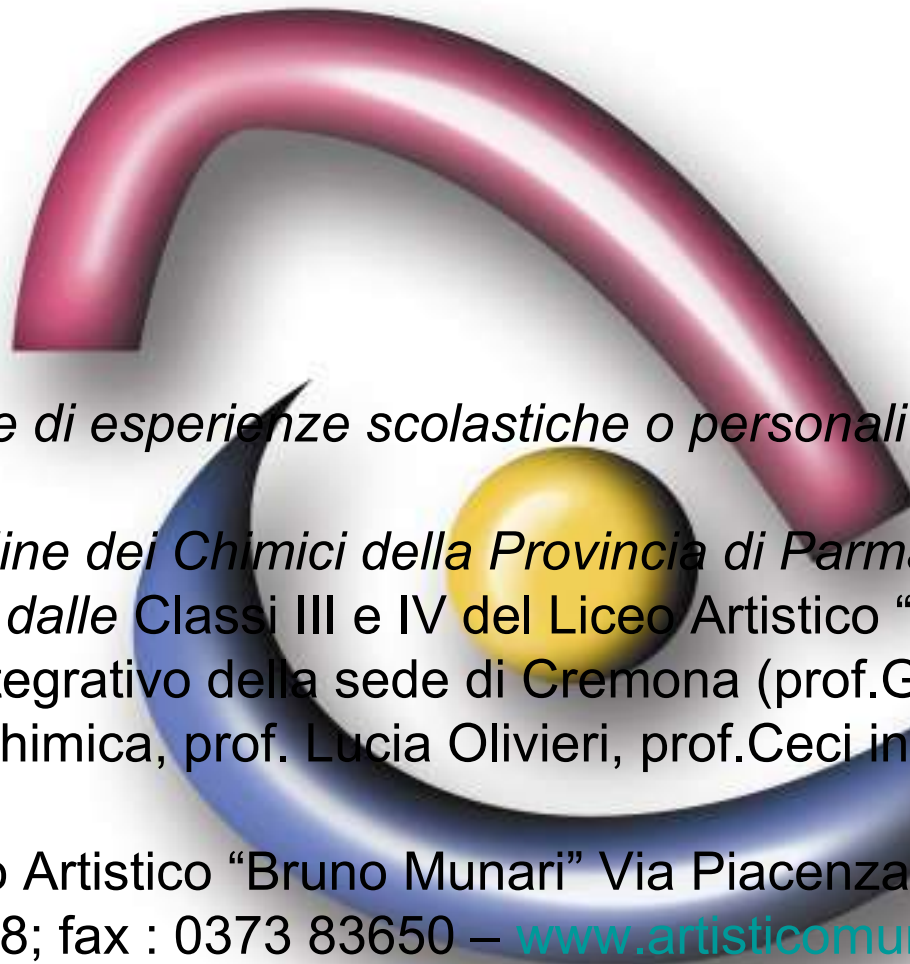 e di esperienze scolastiche o personali
line dei Chimici della Provincia di Parma
dalle Classi III e IV del Liceo Artistico “
tegrativo della sede di Cremona (prof.G
himica, prof. Lucia Olivieri, prof.Ceci in
o Artistico “Bruno Munari” Via Piacenza
8; fax : 0373 83650 – www.artisticomu